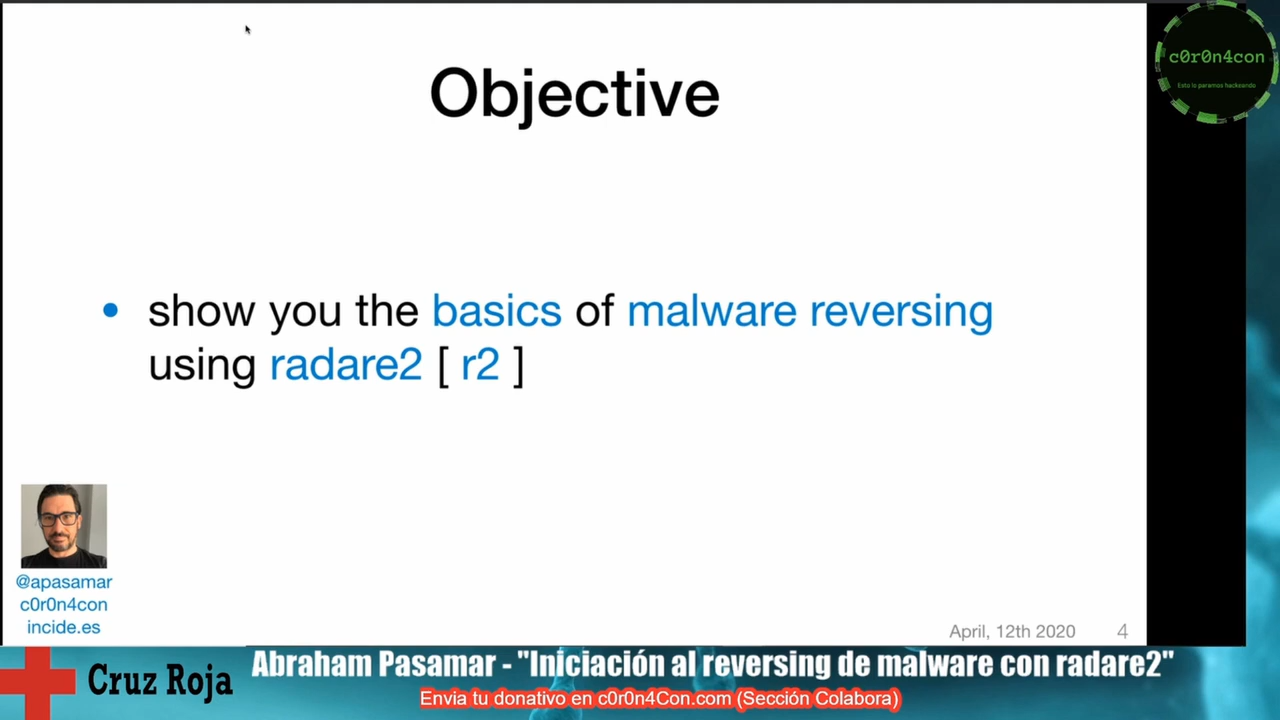 Objective
c0r0n4con
Esto lo paramos hackeando
• show you the basics of malware reversing
using radare2 [ r2 ]
@apasamar
c0r0n4con
incide.es
April, 12th 2020 4
Cruz Roja
Abraham Pasamar - "Iniciación al reversing de malware con radare2"
Envia tu donativo en c0r0n4Con.com (Sección Colabora)